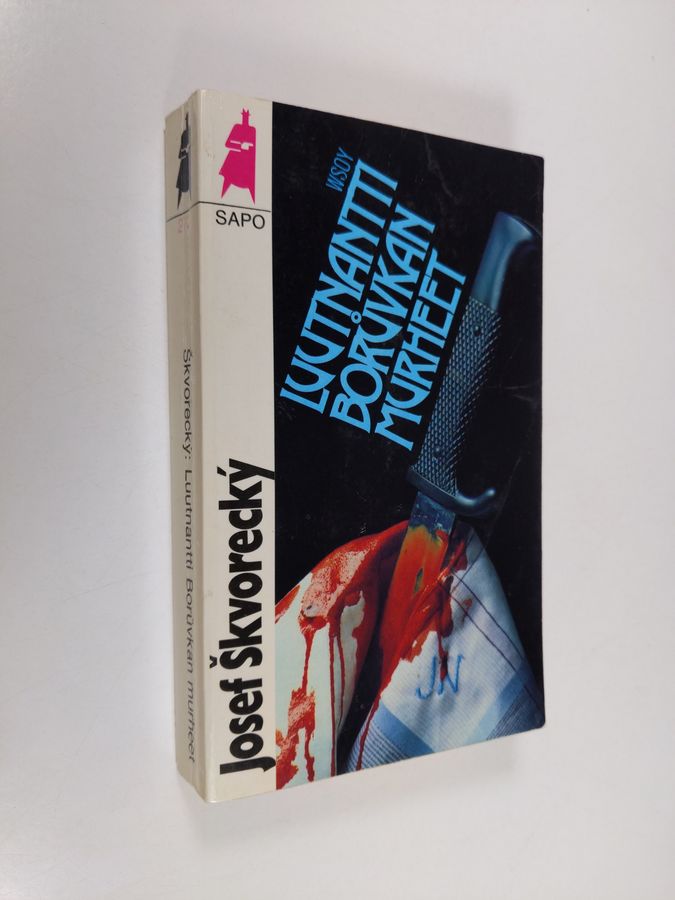 SAPO
Josef Škvorecký
WSOY
LUUTNANTTI
BORŮVKAN
MURHEET
JN
Škvorecký: Luutnantti Borůvkan murheet